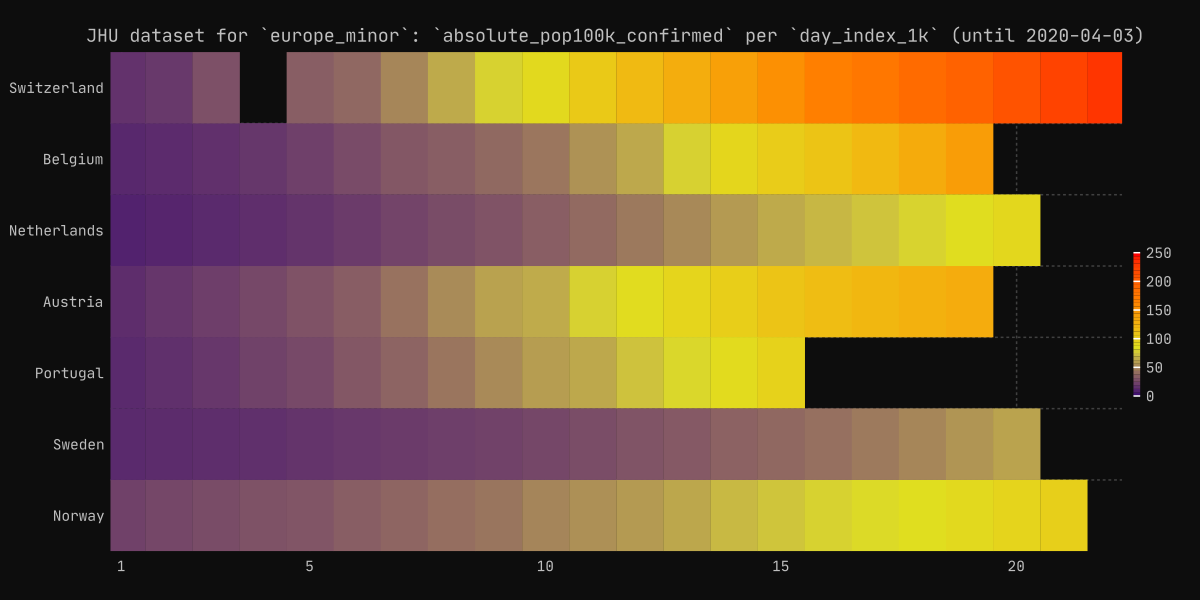 JHU dataset for `europe_minor`: `absolute_pop100k_confirmed` per `day_index_1k` (until 2020-04-03)
Switzerland
Belgium
Netherlands
Austria
Portugal
Sweden
Norway
1 5 10 15 20
250
200
150
100
50
0